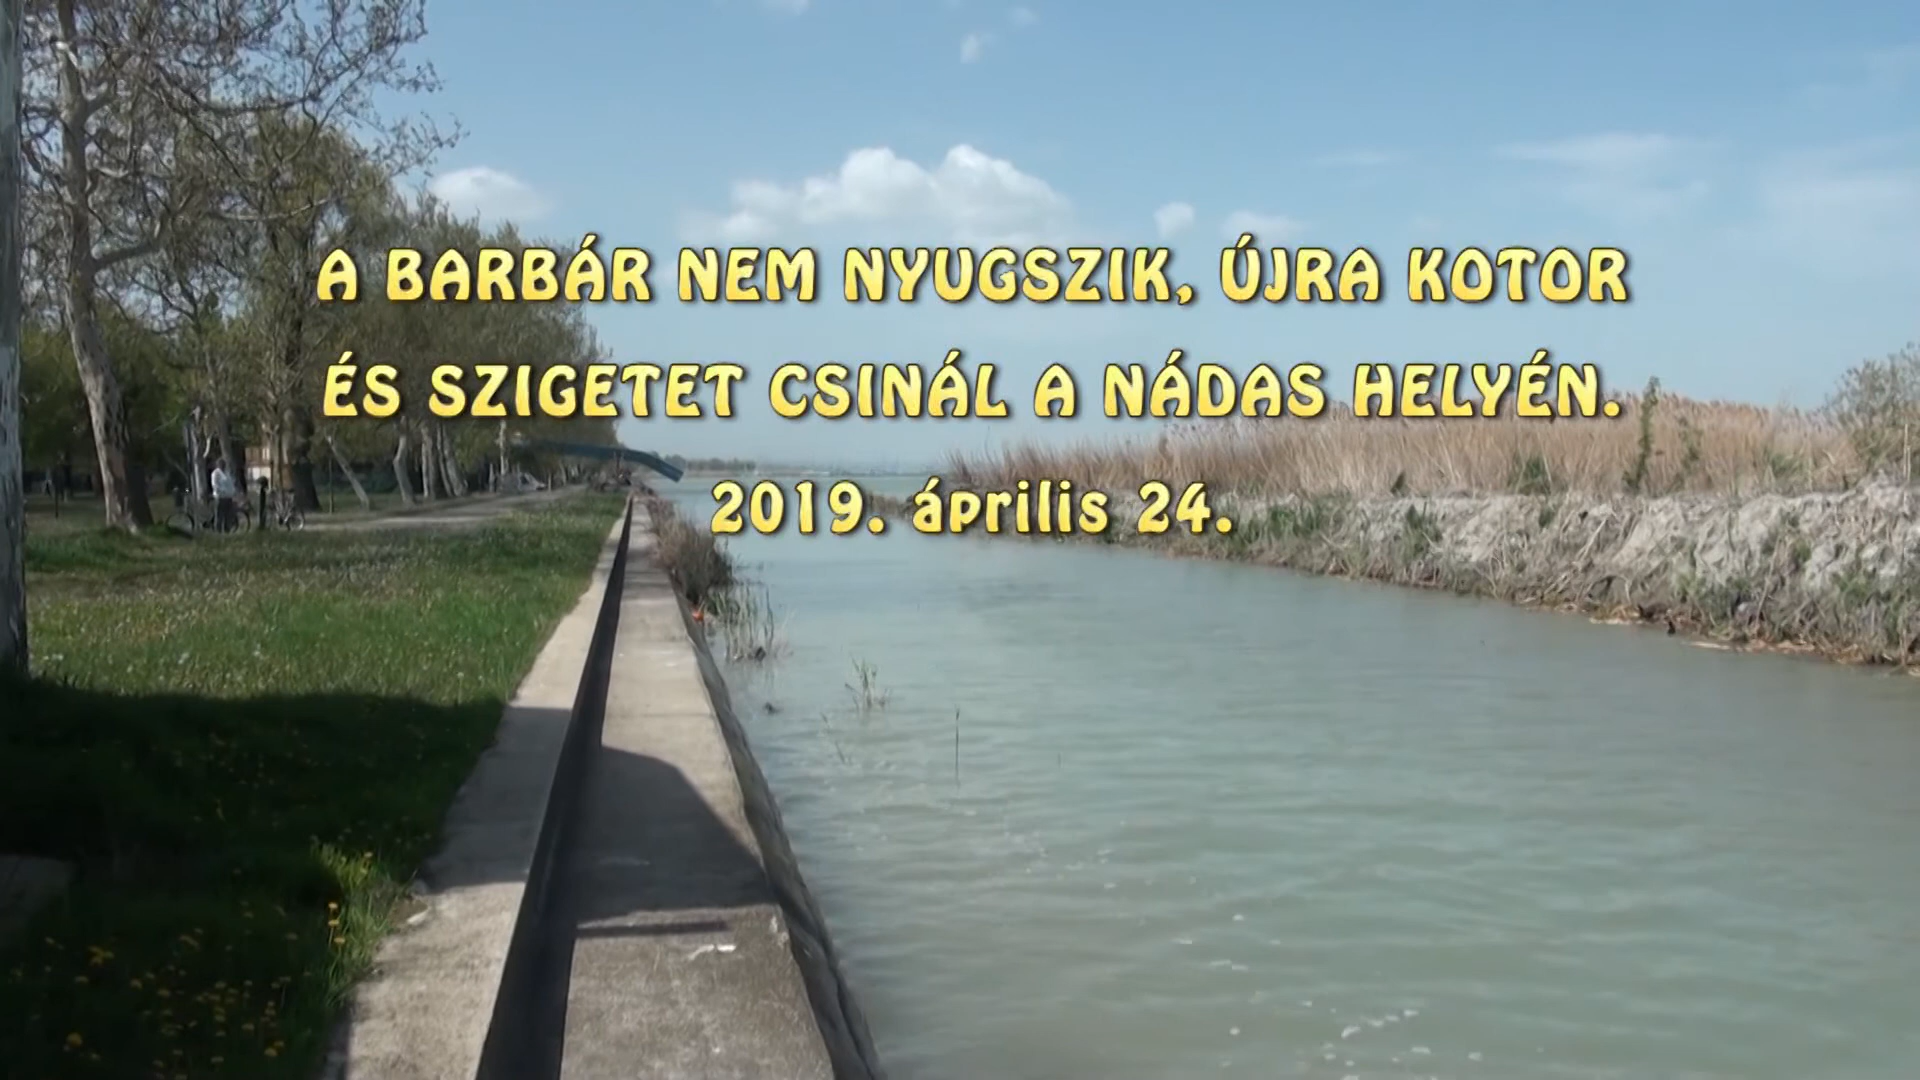 A BARBÁR NEM NYUGSZIK, ÚJRA KOTOR
ÉS SZIGETET CSINÁL A NÁDAS HELYÉN.
2019. április 24.